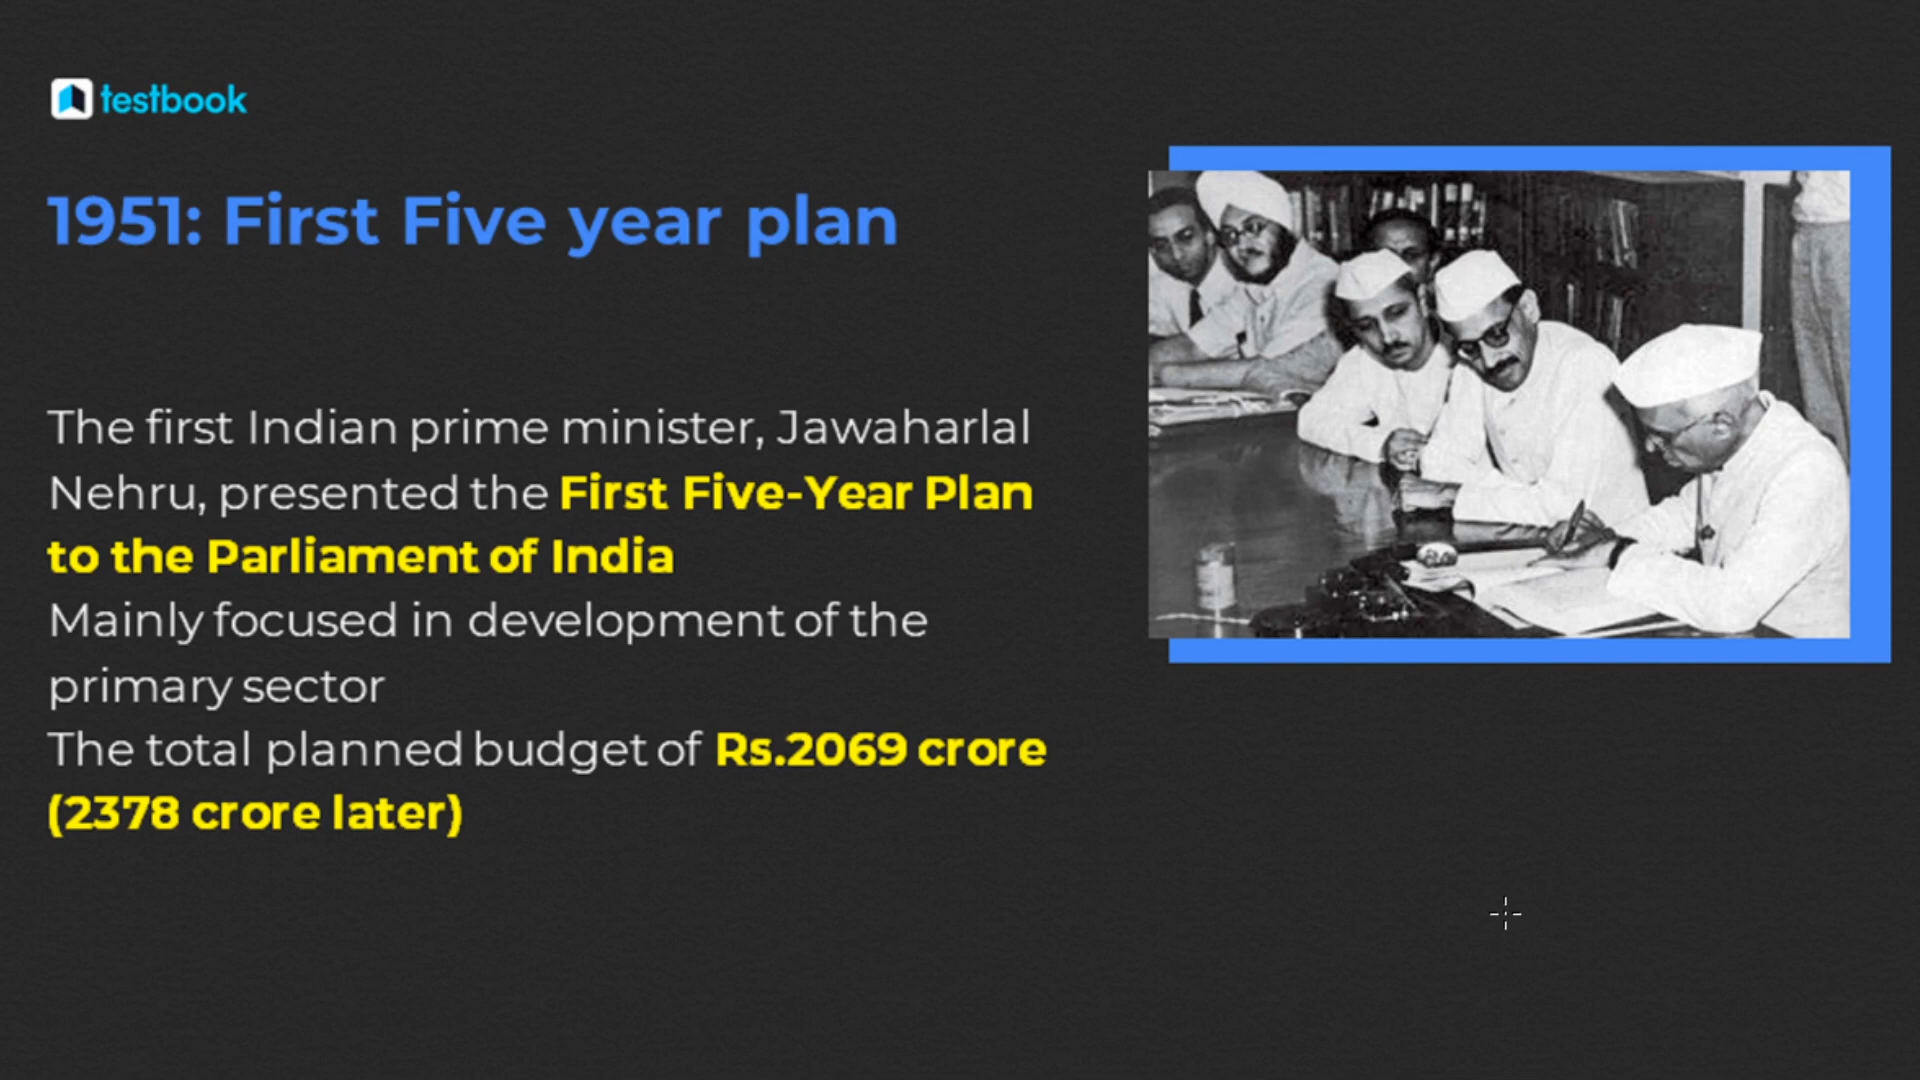 testbook
1951: First Five year plan
The first Indian prime minister, Jawaharlal
Nehru, presented the First Five-Year Plan
to the Parliament of India
Mainly focused in development of the
primary sector
The total planned budget of Rs.2069 crore
(2378 crore later)